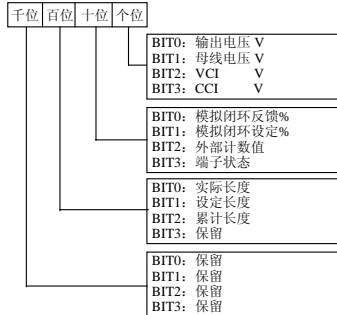 千位 百位 十位 个位
BIT0: 输出电压 V
BIT1: 母线电压 V
BIT2: VCI V
BIT3: CCI V
BIT0: 模拟闭环反馈%
BIT1: 模拟闭环设定%
BIT2: 外部计数值
BIT3: 端子状态
BIT0: 实际长度
BIT1: 设定长度
BIT2: 累计长度
BIT3: 保留
BIT0: 保留
BIT1: 保留
BIT2: 保留
BIT3: 保留